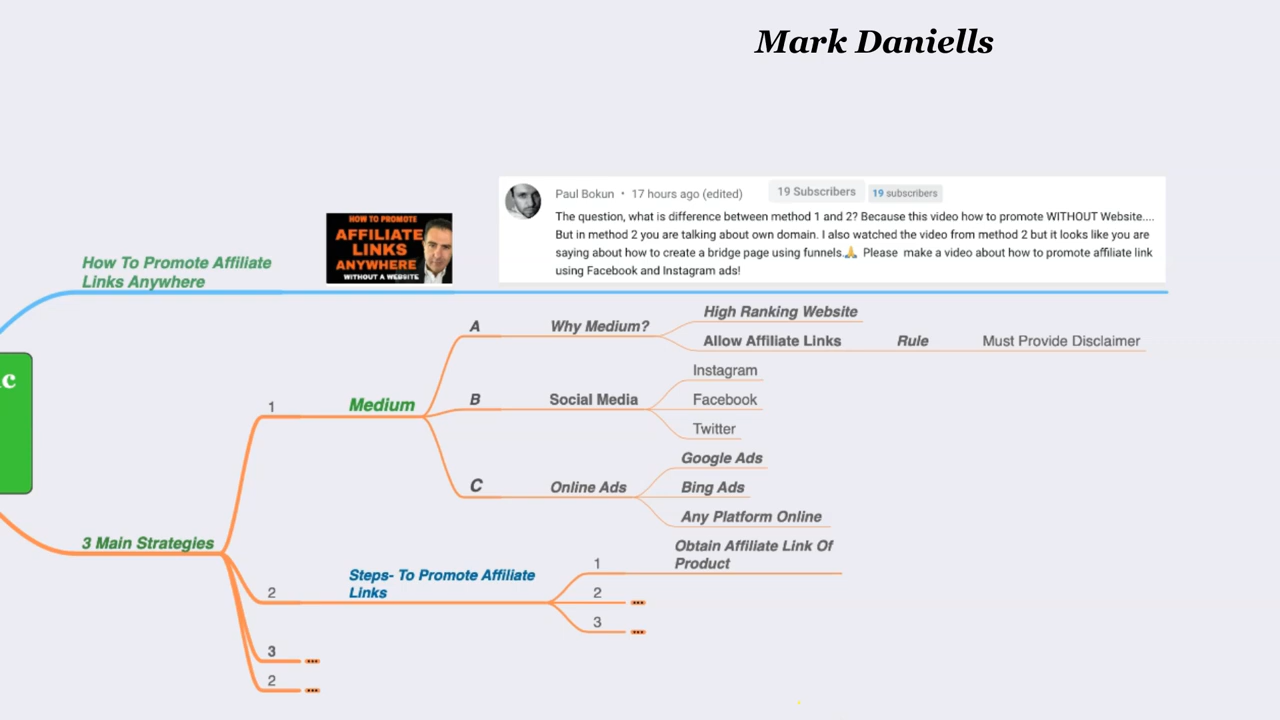 Mark Daniells
Paul Bokun • 17 hours ago (edited) 19 Subscribers 19 subscribers
The question, what is difference between method 1 and 2? Because this video how to promote WITHOUT Website....
But in method 2 you are talking about own domain. I also watched the video from method 2 but it looks like you are
saying about how to create a bridge page using funnels🙏 Please make a video about how to promote affiliate link
using Facebook and Instagram ads!
HOW TO PROMOTE
AFFILIATE
LINKS
ANYWHERE
WITHOUT A WEBSITE
How To Promote Affiliate
Links Anywhere
c
3 Main Strategies
1
Medium
A
Why Medium?
High Ranking Website
Allow Affiliate Links
Rule
Must Provide Disclaimer
B
Social Media
Instagram
Facebook
Twitter
C
Online Ads
Google Ads
Bing Ads
Any Platform Online
2
Steps- To Promote Affiliate
Links
1
Obtain Affiliate Link Of
Product
2
3
3
2